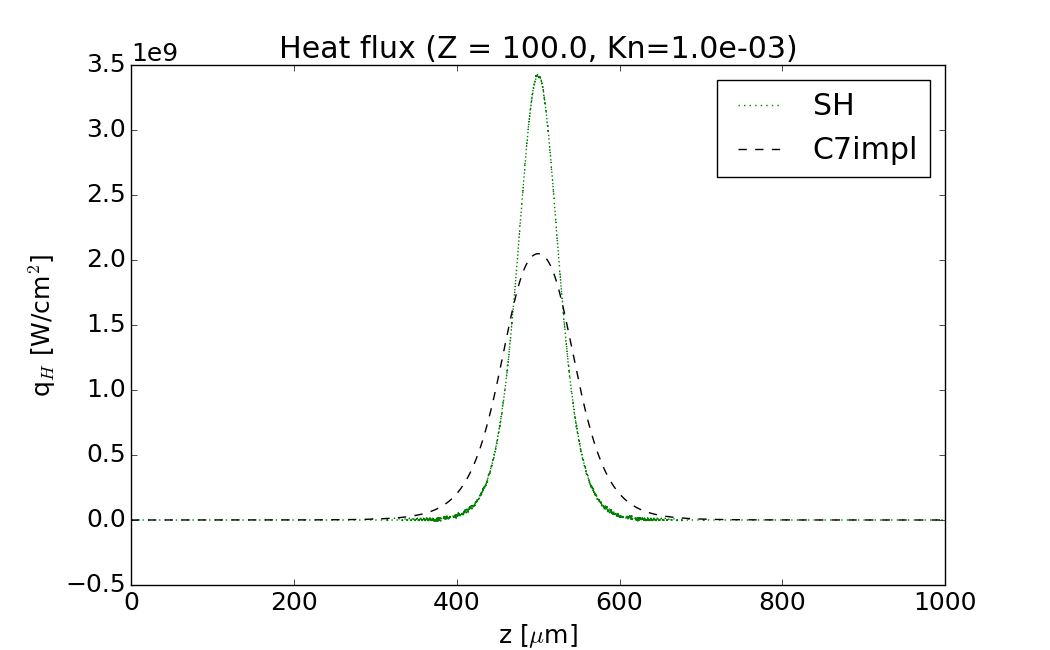 Heat flux (Z = 100.0, Kn=1.0e-03)
1e9
3.5
3.0
2.5
2.0
1.5
1.0
0.5
0.0
−0.5
q_H [W/cm²]
SH
C7impl
0 200 400 600 800 1000
z [μm]